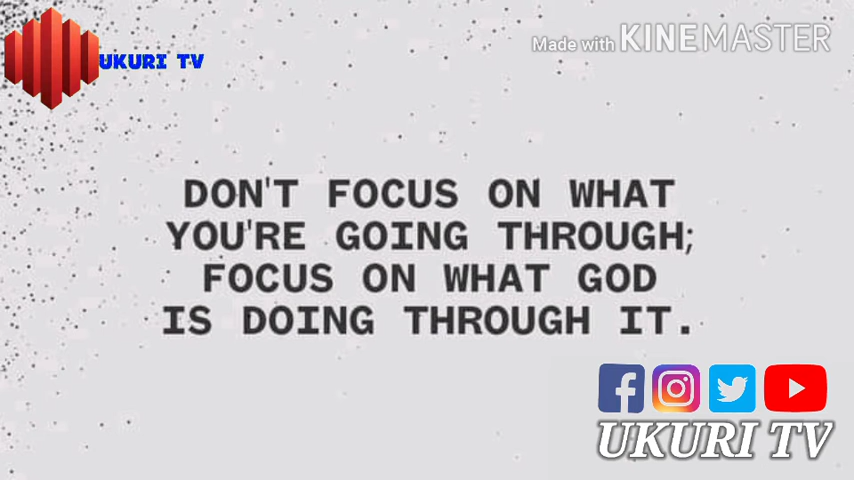 UKURI TV
Made with KINEMASTER
DON'T FOCUS ON WHAT
YOU'RE GOING THROUGH;
FOCUS ON WHAT GOD
IS DOING THROUGH IT.
UKURI TV